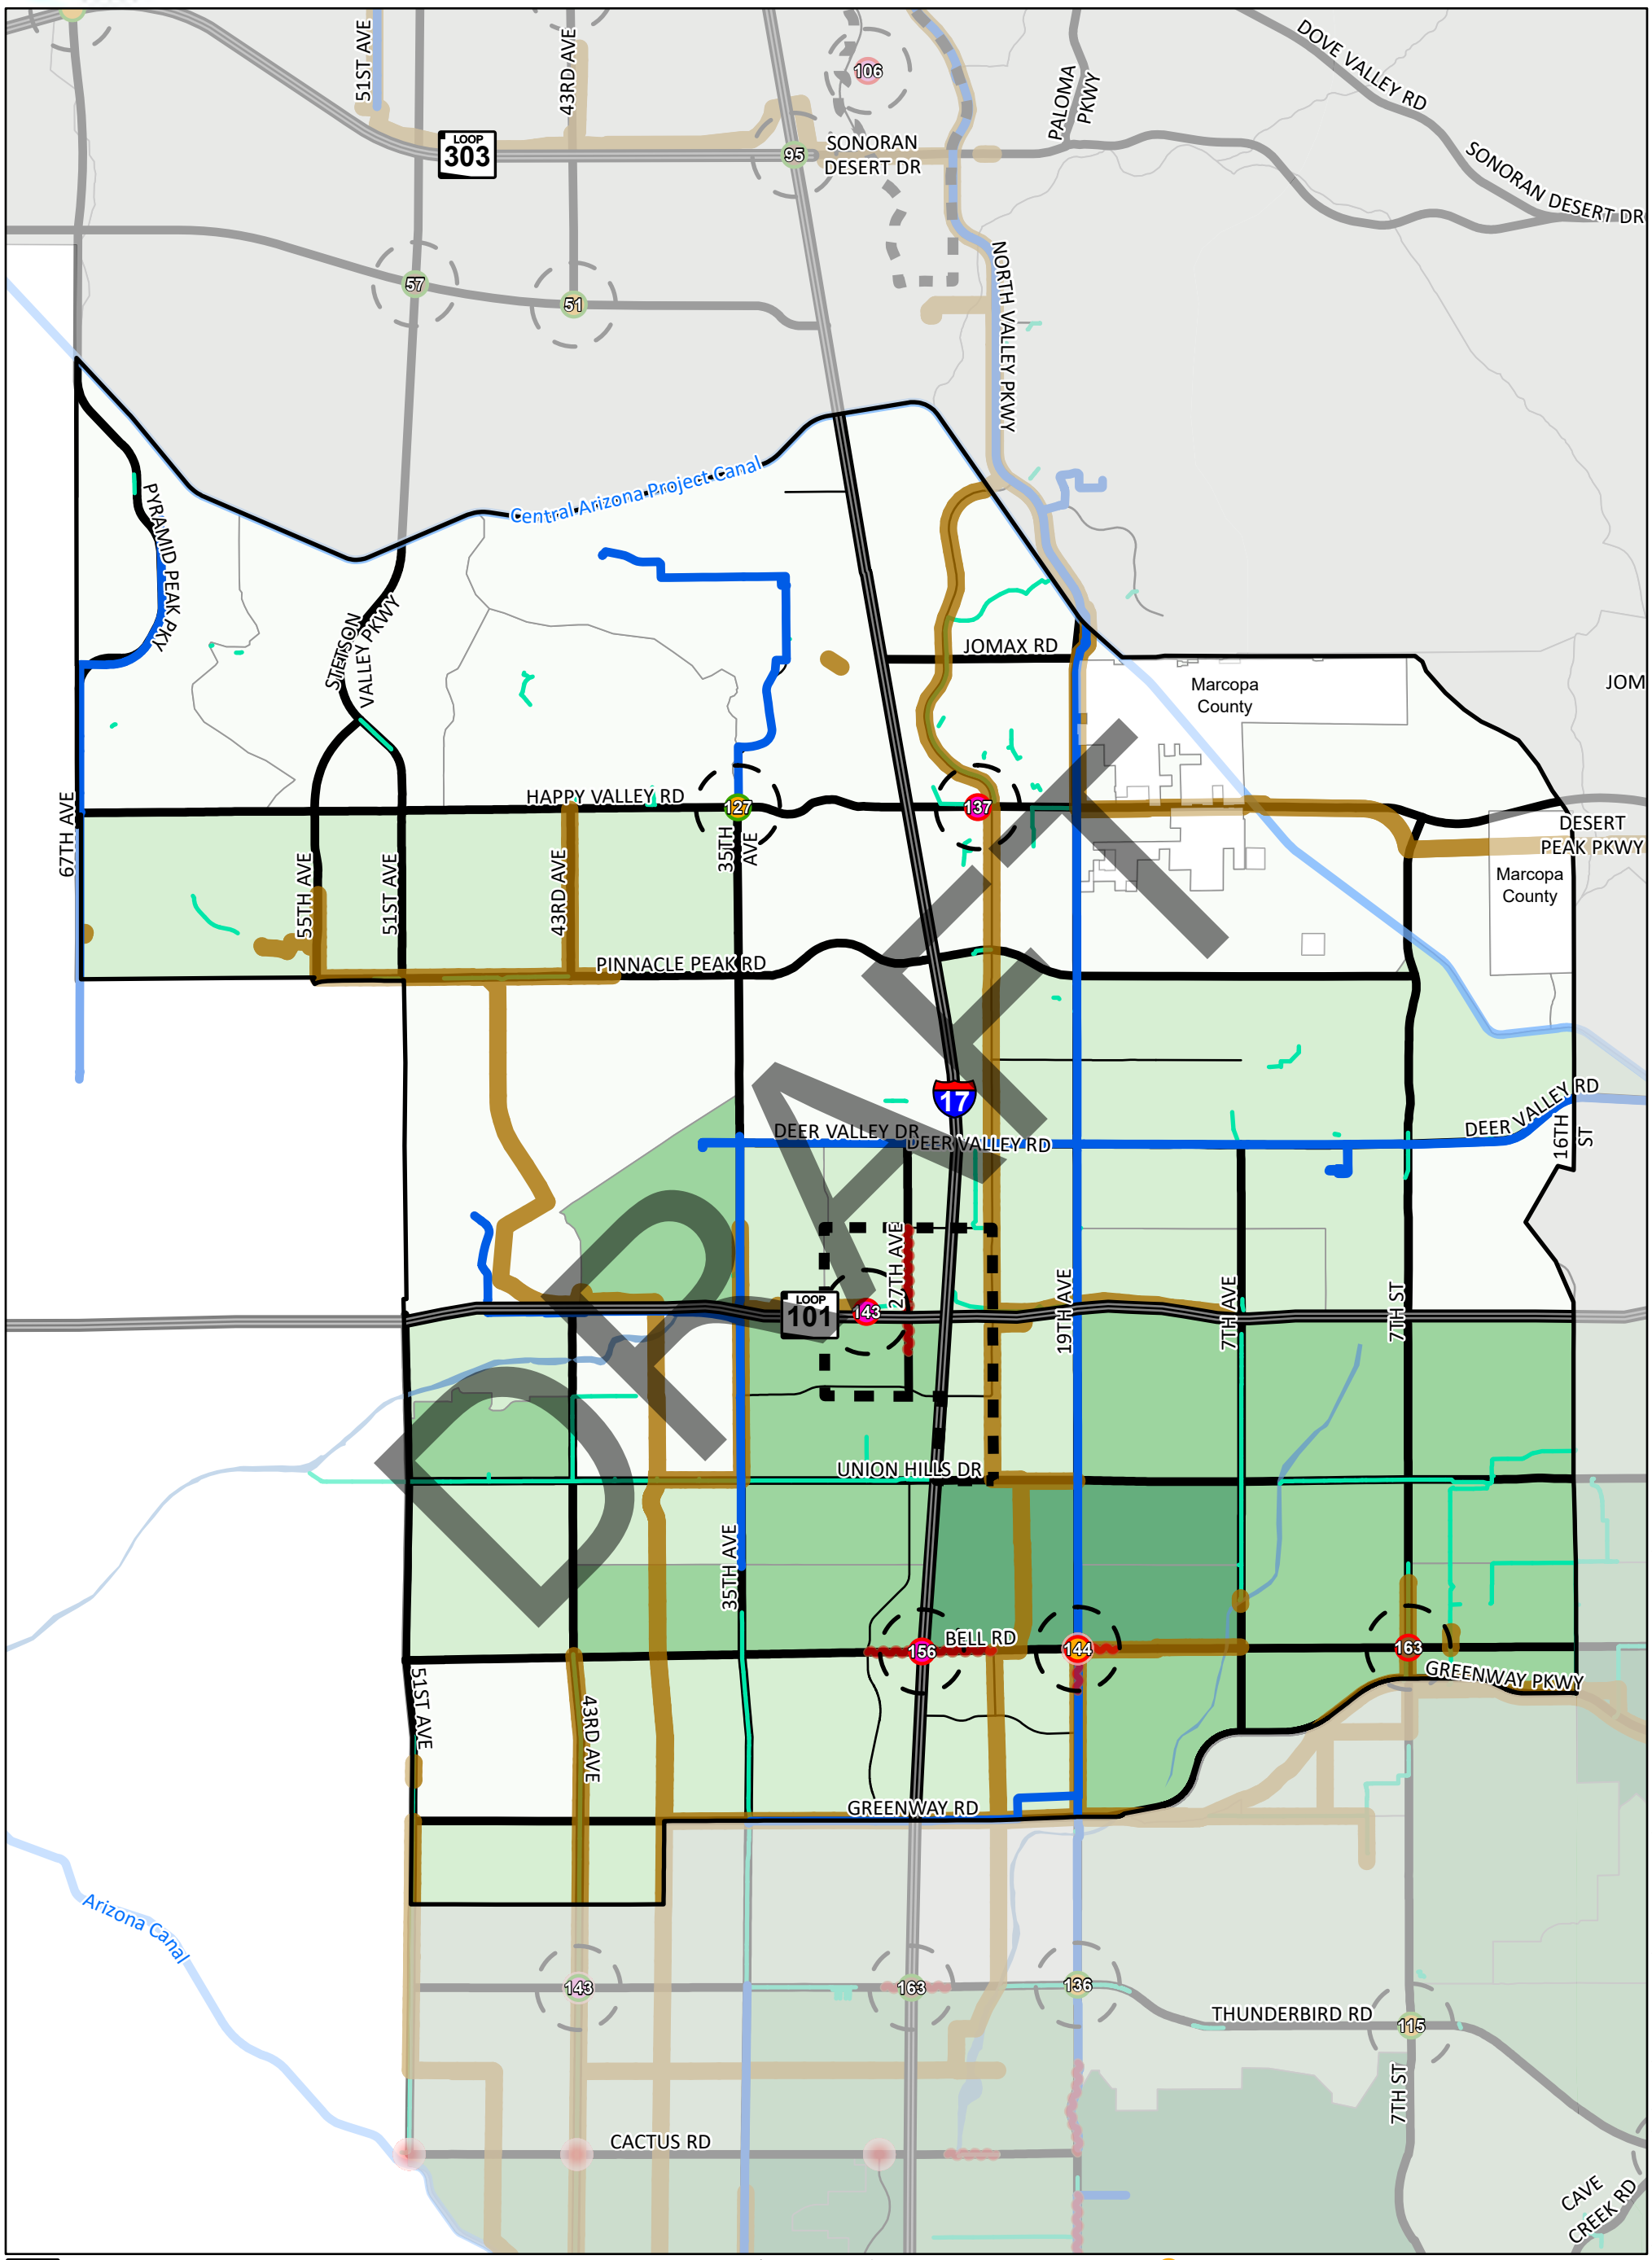 51ST AVE
43RD AVE
106
PALOMA
PKWY
DOVE VALLEY RD
LOOP
303
95
SONORAN
DESERT DR
SONORAN DESERT DR
57
51
NORTH VALLEY PKWY
Central Arizona Project Canal
PYRAMID PEAK PKY
STETSON
VALLEY PKWY
JOMAX RD
Marcopa
County
JOM
67TH AVE
HAPPY VALLEY RD
127
137
35TH
AVE
DESERT
PEAK PKWY
55TH AVE
51ST AVE
43RD AVE
Marcopa
County
PINNACLE PEAK RD
17
DEER VALLEY DR
DEER VALLEY RD
DEER VALLEY RD
16TH
ST
27TH AVE
LOOP
101
143
19TH AVE
7TH AVE
7TH ST
DRAFT
UNION HILLS DR
35TH AVE
BELL RD
156
144
163
51ST AVE
43RD AVE
GREENWAY PKWY
GREENWAY RD
Arizona Canal
143
163
136
THUNDERBIRD RD
115
7TH ST
CACTUS RD
CAVE
CREEK RD